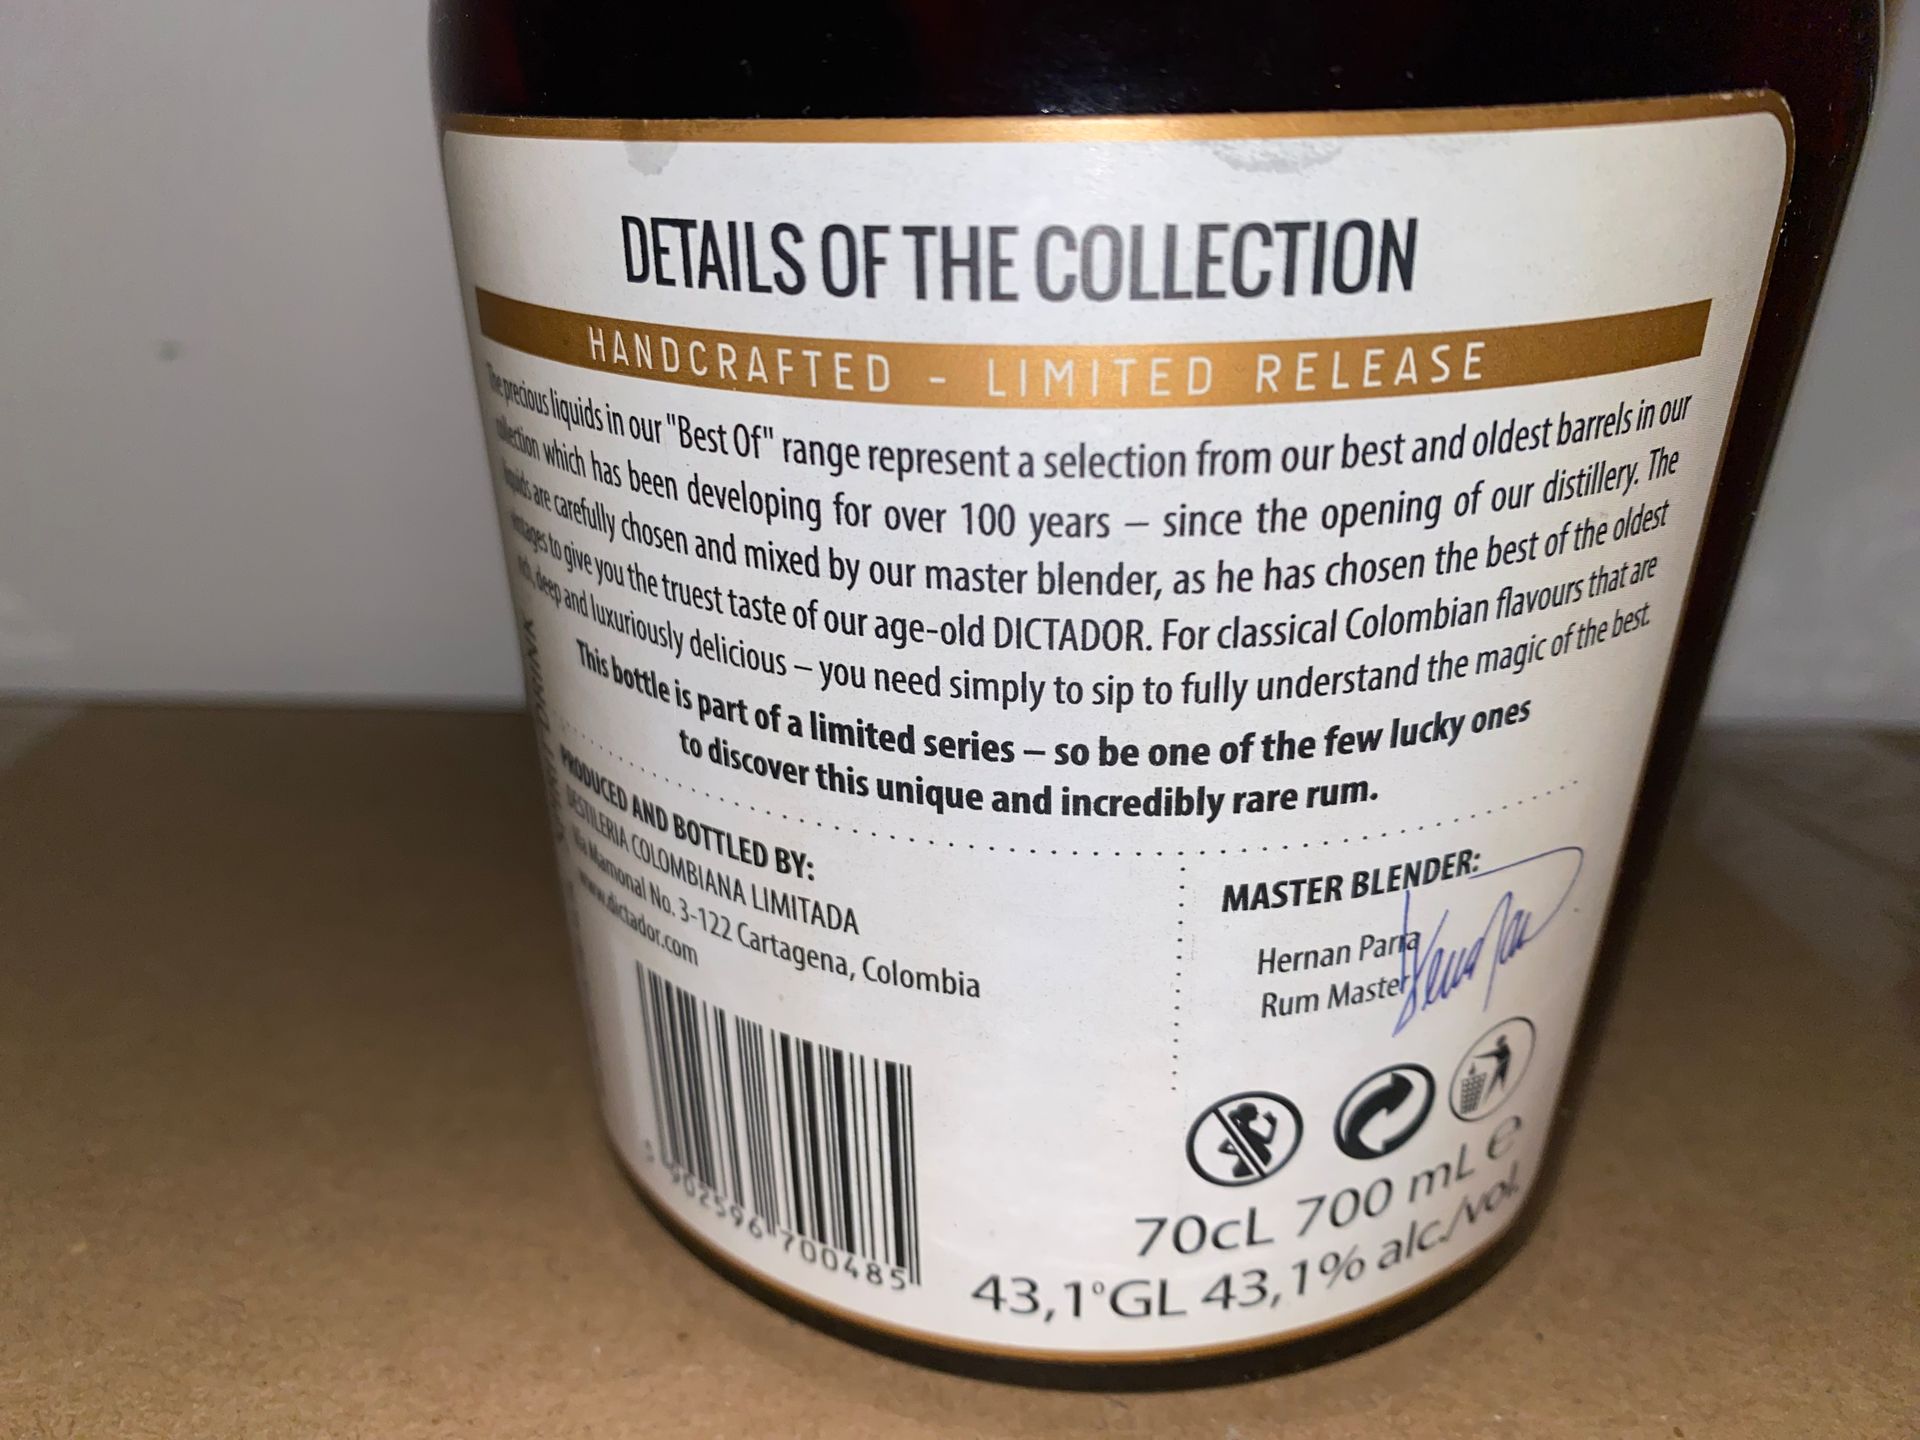 DETAILS OF THE COLLECTION
HANDCRAFTED - LIMITED RELEASE
The precious liquids in our "Best Of" range represent a selection from our best and oldest barrels in our
collection which has been developing for over 100 years – since the opening of our distillery. The
liquids are carefully chosen and mixed by our master blender, as he has chosen the best of the oldest
vintages to give you the truest taste of our age-old DICTADOR. For classical Colombian flavours that are
rich, deep and luxuriously delicious – you need simply to sip to fully understand the magic of the best.
This bottle is part of a limited series – so be one of the few lucky ones
to discover this unique and incredibly rare rum.
PRODUCED AND BOTTLED BY:
DESTILERIA COLOMBIANA LIMITADA
Via Mamonal No. 3-122 Cartagena, Colombia
www.dictador.com
MASTER BLENDER:
Hernan Parra
Rum Master
5 902596 700485
70cL 700 mL e
43,1°GL 43,1% alc./vol.
DRINK